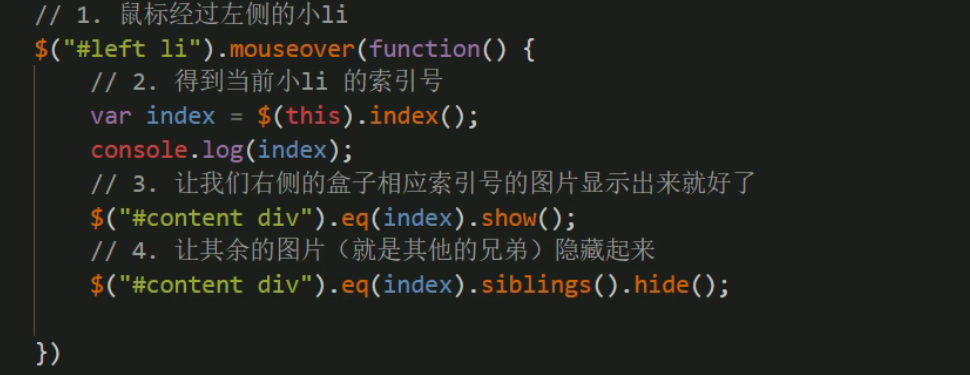 // 1. 鼠标经过左侧的小li
$("#left li").mouseover(function() {
// 2. 得到当前小li 的索引号
var index = $(this).index();
console.log(index);
// 3. 让我们右侧的盒子相应索引号的图片显示出来就好了
$("#content div").eq(index).show();
// 4. 让其余的图片（就是其他的兄弟）隐藏起来
$("#content div").eq(index).siblings().hide();
})